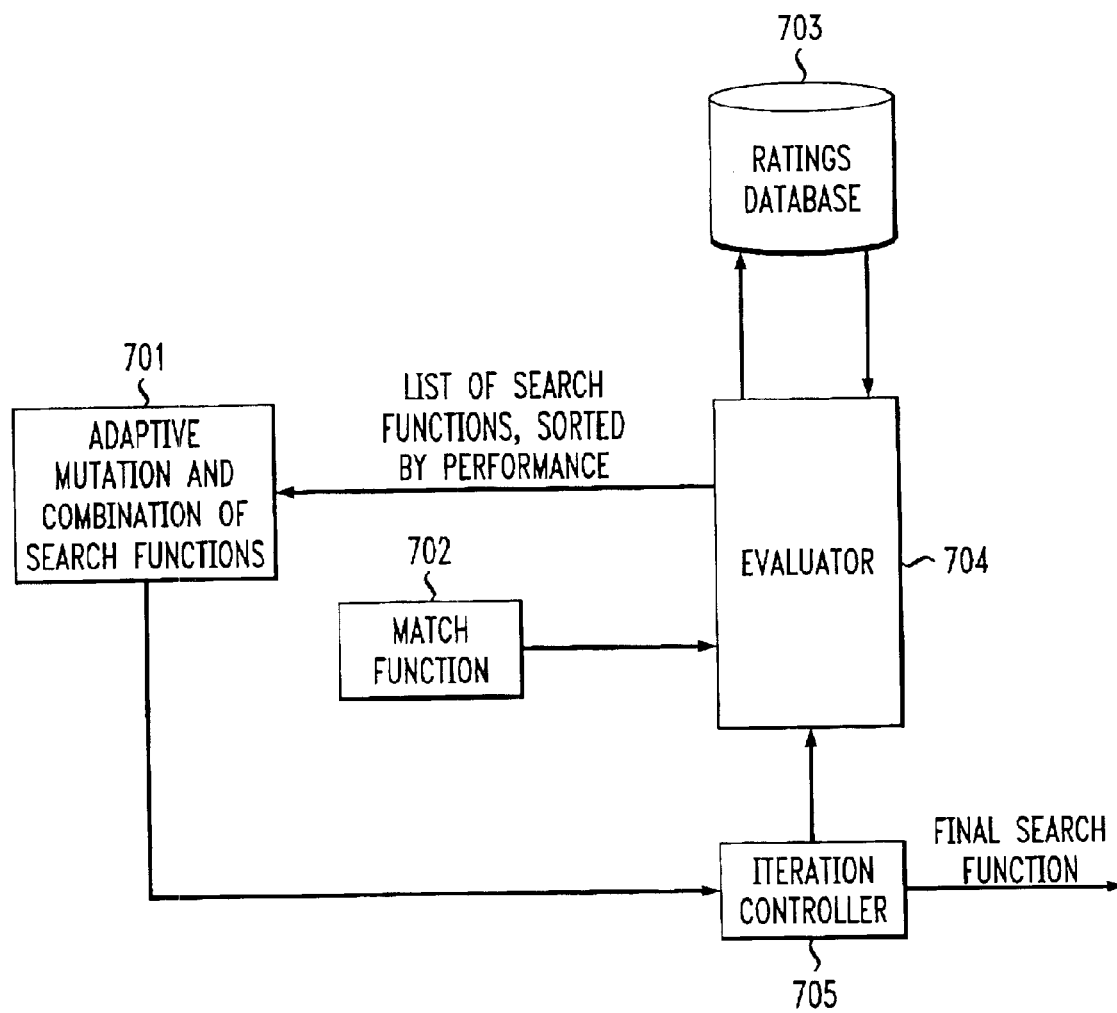 703
RATINGS
DATABASE
701
ADAPTIVE
MUTATION AND
COMBINATION OF
SEARCH FUNCTIONS
LIST OF SEARCH
FUNCTIONS, SORTED
BY PERFORMANCE
702
MATCH
FUNCTION
EVALUATOR
704
ITERATION
CONTROLLER
705
FINAL SEARCH
FUNCTION